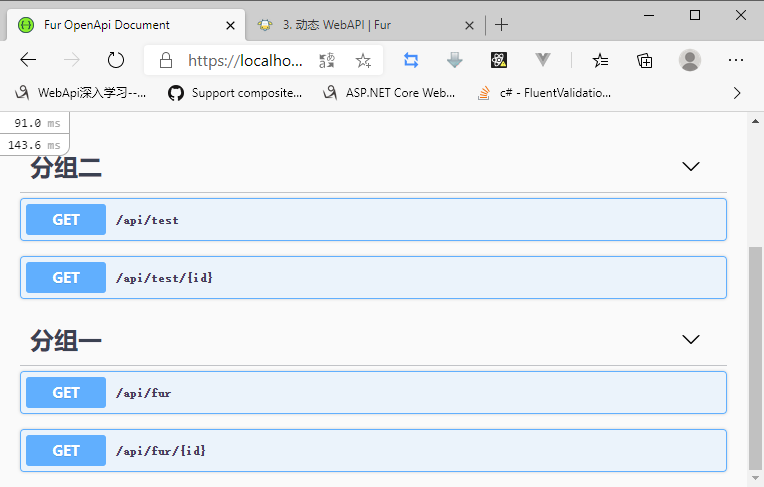 Fur OpenApi Document
3. 动态 WebAPI | Fur
https://localho...
WebApi深入学习--...
Support composite...
ASP.NET Core Web...
c# - FluentValidatio...
91.0 ms
143.6 ms
分组二
GET /api/test
GET /api/test/{id}
分组一
GET /api/fur
GET /api/fur/{id}